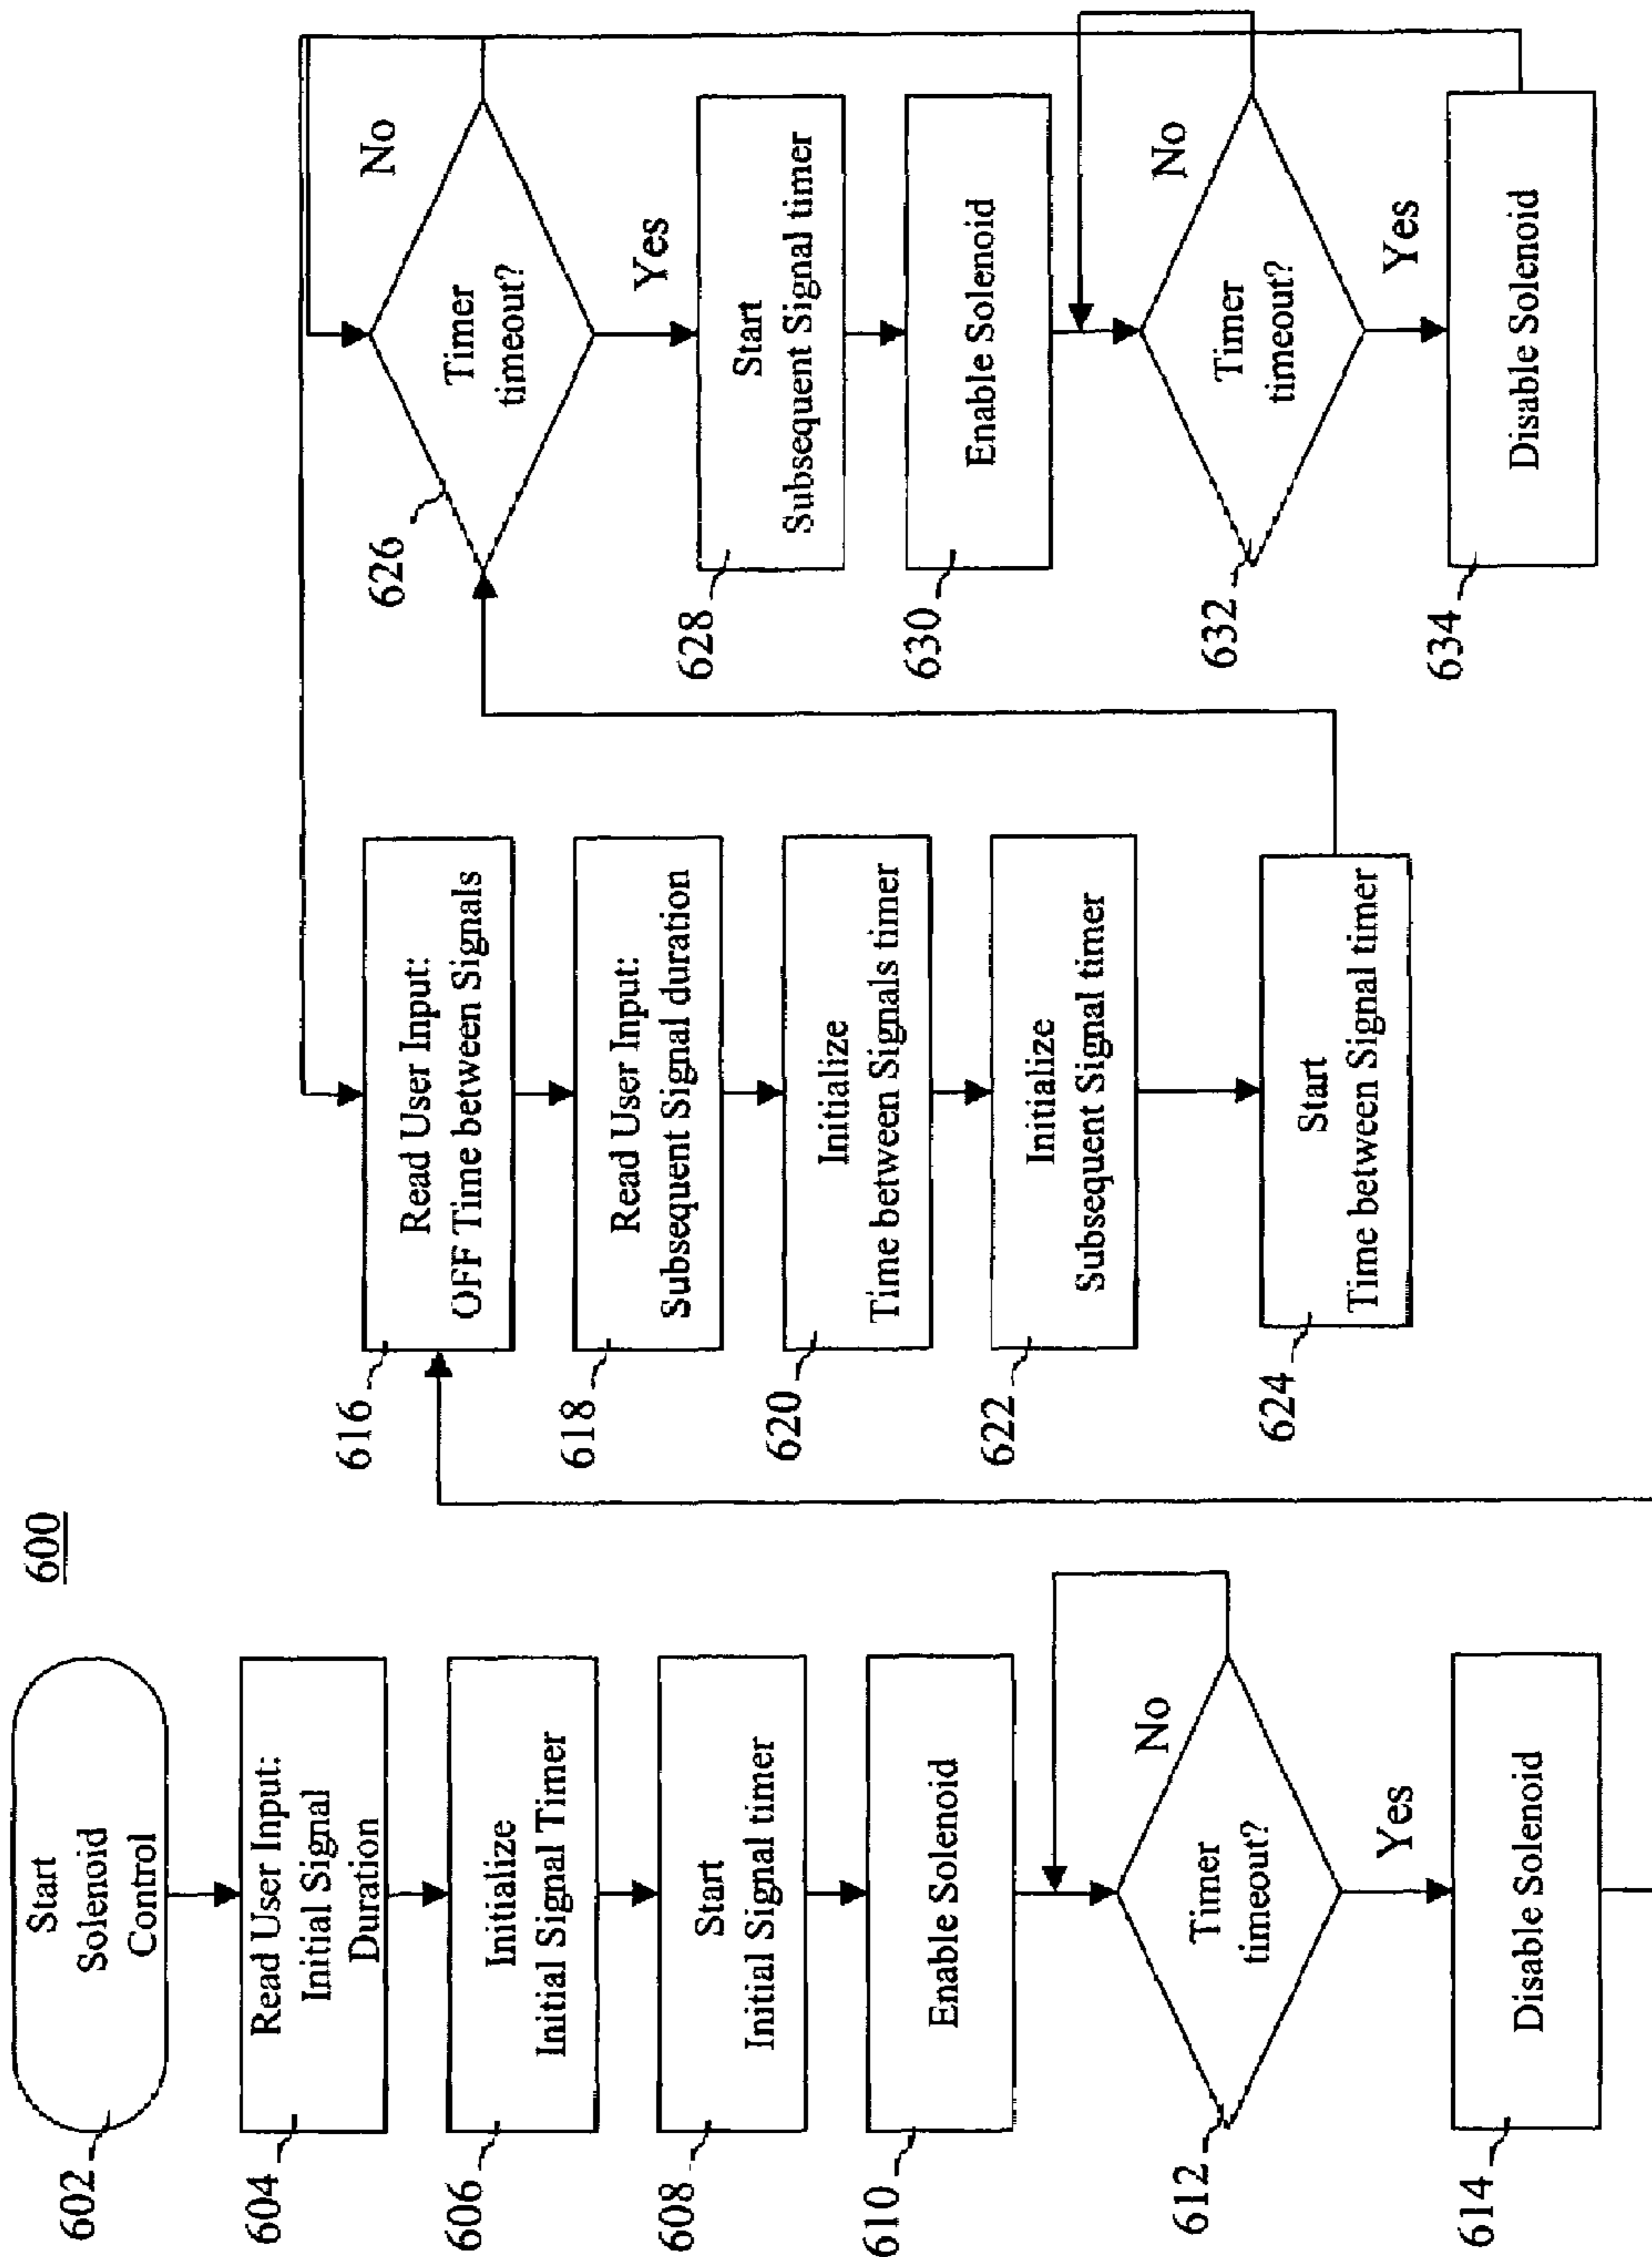 600
602
Start
Solenoid
Control
604
Read User Input:
Initial Signal
Duration
606
Initialize
Initial Signal Timer
608
Start
Initial Signal timer
610
Enable Solenoid
612
Timer
timeout?
No
Yes
614
Disable Solenoid
616
Read User Input:
OFF Time between Signals
618
Read User Input:
Subsequent Signal duration
620
Initialize
Time between Signals timer
622
Initialize
Subsequent Signal timer
624
Start
Time between Signal timer
626
Timer
timeout?
No
Yes
628
Start
Subsequent Signal timer
630
Enable Solenoid
632
Timer
timeout?
No
Yes
634
Disable Solenoid